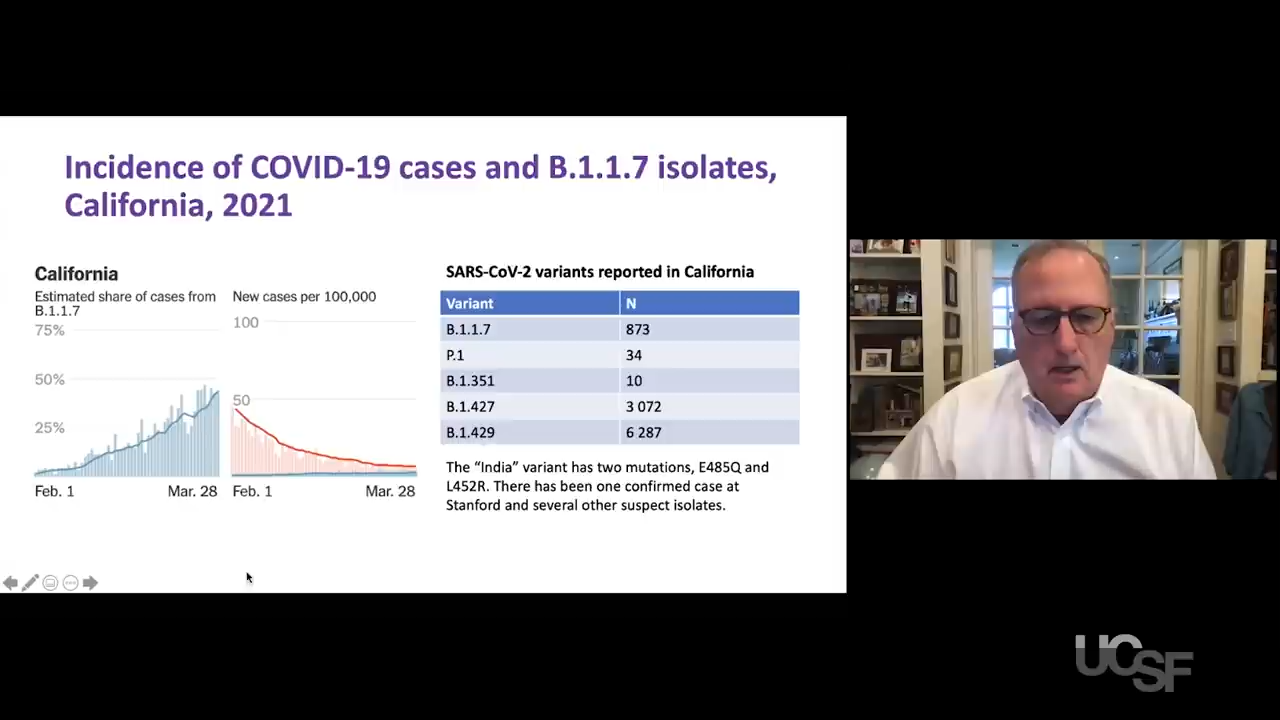 Incidence of COVID-19 cases and B.1.1.7 isolates,
California, 2021
California
Estimated share of cases from
B.1.1.7
75%
50%
25%
Feb. 1
Mar. 28
New cases per 100,000
100
50
Feb. 1
Mar. 28
SARS-CoV-2 variants reported in California
Variant N
B.1.1.7 873
P.1 34
B.1.351 10
B.1.427 3 072
B.1.429 6 287
The “India” variant has two mutations, E485Q and
L452R. There has been one confirmed case at
Stanford and several other suspect isolates.
UCSF